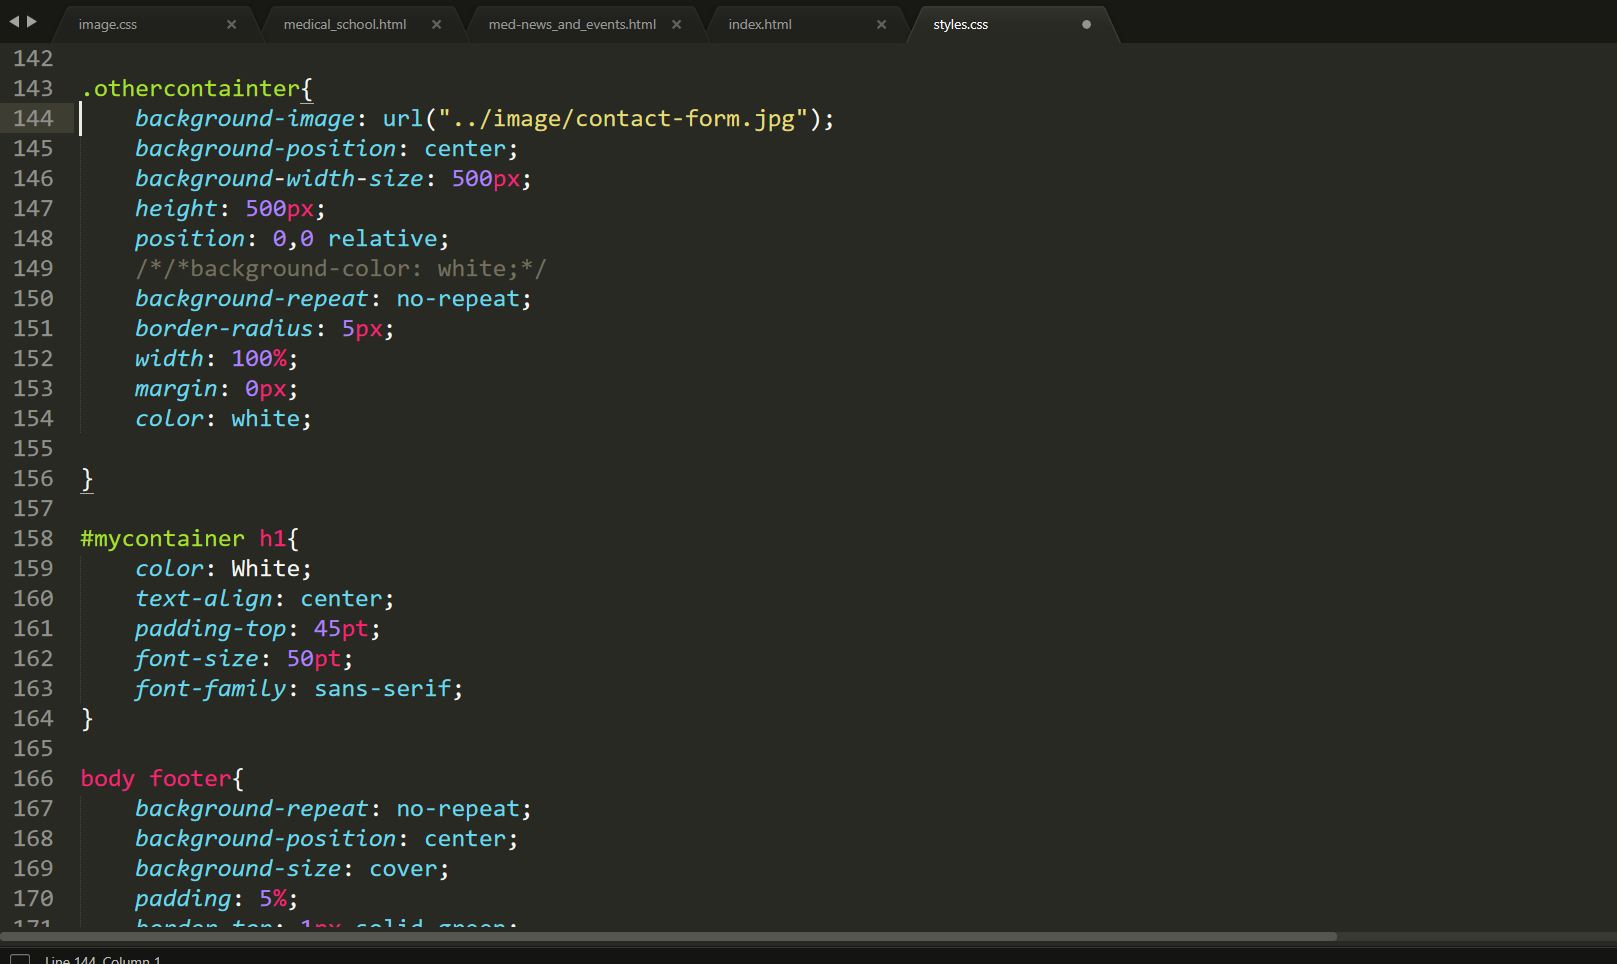 image.css × medical_school.html × med-news_and_events.html × index.html × styles.css
142
143 .othercontainter{
144 background-image: url("../image/contact-form.jpg");
145 background-position: center;
146 background-width-size: 500px;
147 height: 500px;
148 position: 0,0 relative;
149 /*/*background-color: white;*/
150 background-repeat: no-repeat;
151 border-radius: 5px;
152 width: 100%;
153 margin: 0px;
154 color: white;
155
156 }
157
158 #mycontainer h1{
159 color: White;
160 text-align: center;
161 padding-top: 45pt;
162 font-size: 50pt;
163 font-family: sans-serif;
164 }
165
166 body footer{
167 background-repeat: no-repeat;
168 background-position: center;
169 background-size: cover;
170 padding: 5%;
171 border-top: 1px solid green;
Line 144, Column 1